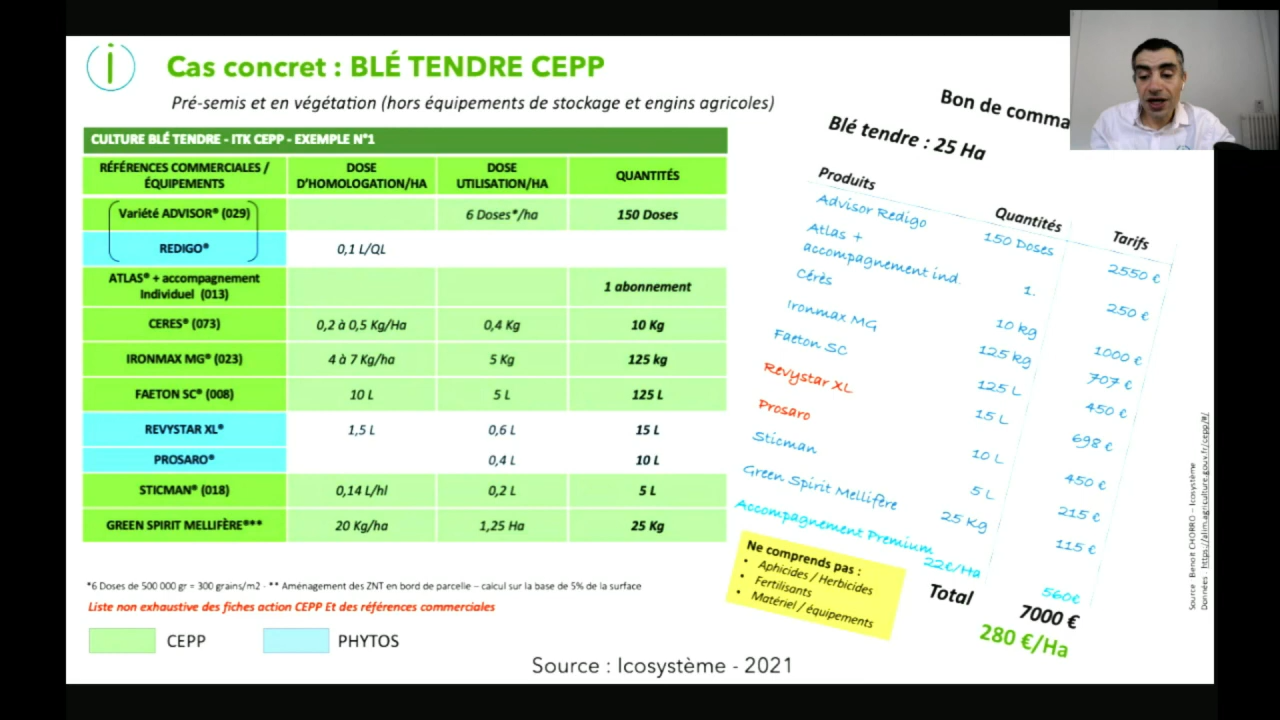 Cas concret : BLÉ TENDRE CEPP
Pré-semis et en végétation (hors équipements de stockage et engins agricoles)
CULTURE BLÉ TENDRE - ITK CEPP - EXEMPLE N°1
RÉFÉRENCES COMMERCIALES / ÉQUIPEMENTS DOSE D'HOMOLOGATION/HA DOSE UTILISATION/HA QUANTITÉS
Variété ADVISOR® (029) 6 Doses*/ha 150 Doses
REDIGO® 0,1 L/QL
ATLAS® + accompagnement Individuel (013) 1 abonnement
CERES® (073) 0,2 à 0,5 Kg/Ha 0,4 Kg 10 Kg
IRONMAX MG® (023) 4 à 7 Kg/ha 5 Kg 125 kg
FAETON SC® (008) 10 L 5 L 125 L
REVYSTAR XL® 1,5 L 0,6 L 15 L
PROSARO® 0,4 L 10 L
STICMAN® (018) 0,14 L/hl 0,2 L 5 L
GREEN SPIRIT MELLIFÈRE®** 20 Kg/ha 1,25 Ha 25 Kg
*6 Doses de 500 000 gr = 300 grains/m2 - ** Aménagement des ZNT en bord de parcelle – calcul sur la base de 5% de la surface
Liste non exhaustive des fiches action CEPP Et des références commerciales
CEPP PHYTOS
Bon de comma
Blé tendre : 25 Ha
Produits Quantités Tarifs
Advisor Redigo 150 Doses 2550 €
Atlas +
accompagnement ind. 1. 250 €
Cérès 10 kg 1000 €
Ironmax MG 125 kg 707 €
Faeton SC 125 L 450 €
Revystar XL 15 L 698 €
Prosaro 10 L 450 €
Sticman 5 L 215 €
Green Spirit Mellifère 25 Kg 115 €
Accompagnement Premium 22€/Ha 560€
Total 7000 €
280 €/Ha
Ne comprends pas :
• Aphicides / Herbicides
• Fertilisants
• Matériel / équipements
Source : Benoit CHORRO – Icosystème
Données : https://alim.agriculture.gouv.fr/cepp/#/
Source : Icosystème - 2021